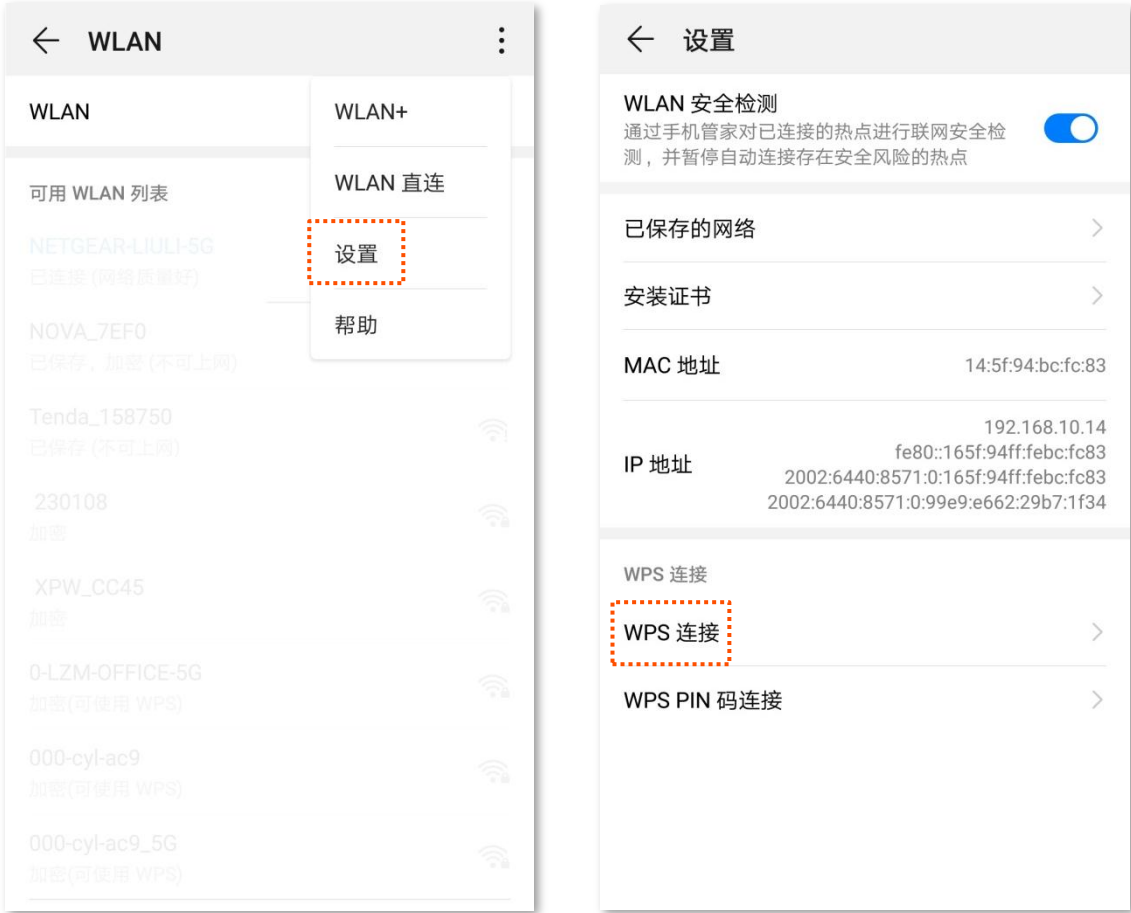 WLAN
WLAN
WLAN+
WLAN 直连
设置
帮助
可用 WLAN 列表
NETGEAR-LIULI-5G
已连接 (网络质量好)
NOVA_7EF0
已保存，加密 (不可上网)
Tenda_158750
已保存 (不可上网)
230108
加密
XPW_CC45
加密
0-LZM-OFFICE-5G
加密(可使用 WPS)
000-cyl-ac9
加密(可使用 WPS)
000-cyl-ac9_5G
加密(可使用 WPS)
设置
WLAN 安全检测
通过手机管家对已连接的热点进行联网安全检
测，并暂停自动连接存在安全风险的热点
已保存的网络
安装证书
MAC 地址
14:5f:94:bc:fc:83
IP 地址
192.168.10.14
fe80::165f:94ff:febc:fc83
2002:6440:8571:0:165f:94ff:febc:fc83
2002:6440:8571:0:99e9:e662:29b7:1f34
WPS 连接
WPS 连接
WPS PIN 码连接